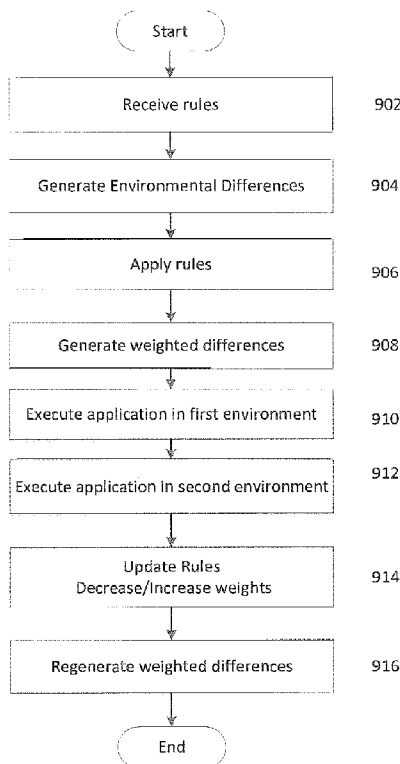 Start
Receive rules 902
Generate Environmental Differences 904
Apply rules 906
Generate weighted differences 908
Execute application in first environment 910
Execute application in second environment 912
Update Rules
Decrease/Increase weights 914
Regenerate weighted differences 916
End